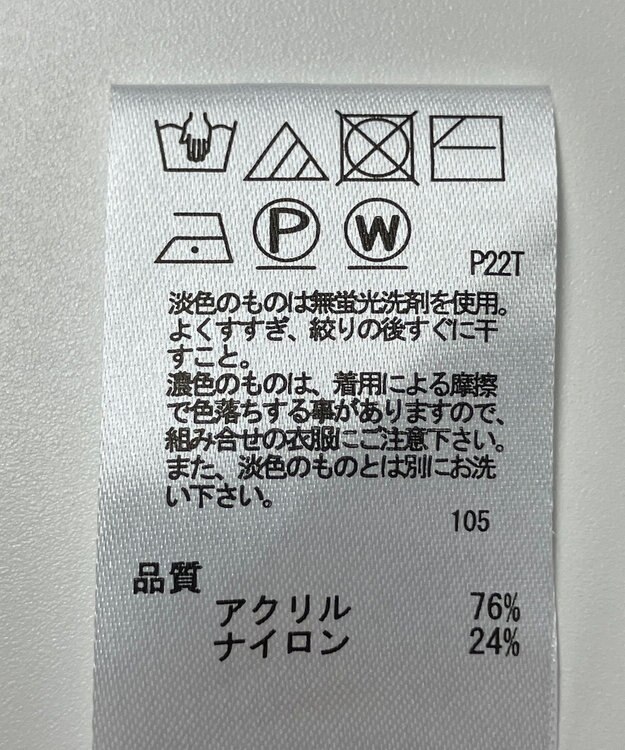 P W P22T
淡色のものは無蛍光洗剤を使用。
よくすすぎ、絞りの後すぐに干
すこと。
濃色のものは、着用による摩擦
で色落ちする事がありますので、
組み合せの衣服にご注意下さい。
また、淡色のものとは別にお洗
い下さい。
105
品質
アクリル 76%
ナイロン 24%